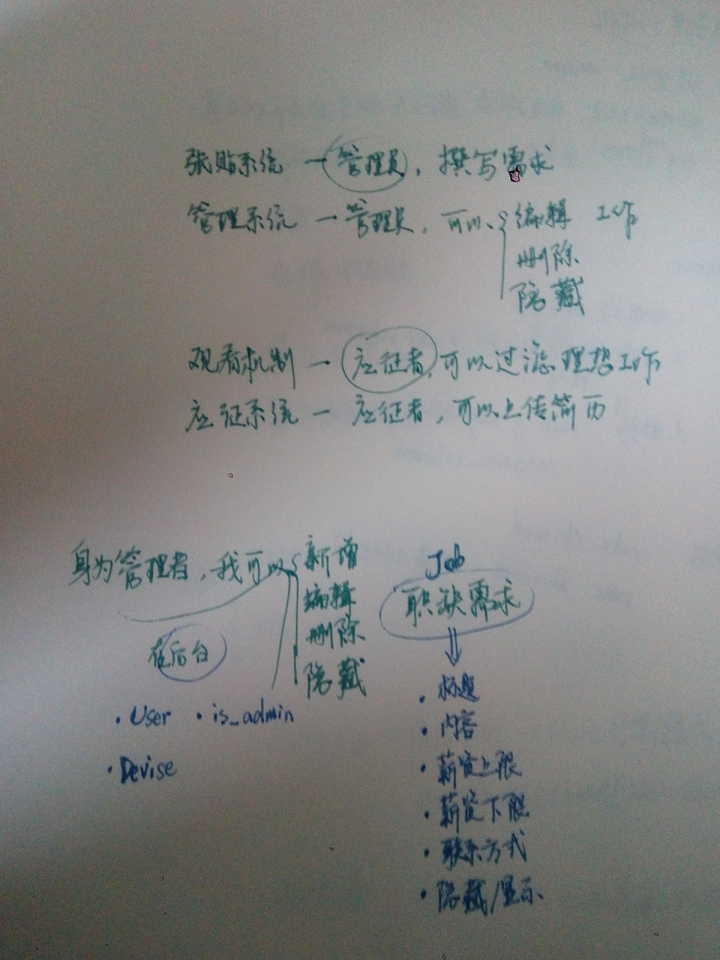 张贴系统 — 管理员，撰写需求
管理系统 — 管理员，可以 { 编辑 工作
删除
隐藏
观看机制 — 应征者，可以过滤理想工作
应征系统 — 应征者，可以上传简历
身为管理者，我可以 { 新增
编辑
删除
隐藏
Job
职缺需求
在后台
· User · is_admin
· Devise
· 标题
· 内容
· 薪资上限
· 薪资下限
· 联系方式
· 隐藏/显示